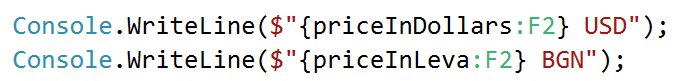 Console.WriteLine($"{priceInDollars:F2} USD");
Console.WriteLine($"{priceInLeva:F2} BGN");